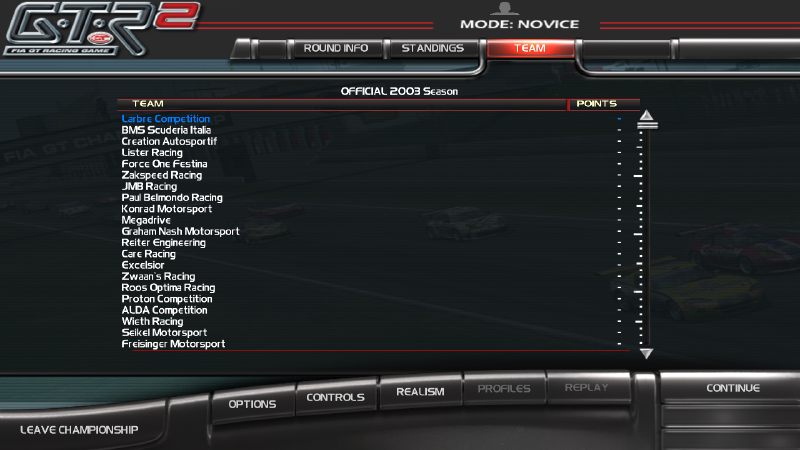 GTR2
FIA GT RACING GAME
MODE: NOVICE
ROUND INFO
STANDINGS
TEAM
OFFICIAL 2003 Season
TEAM POINTS
Larbre Competition -
BMS Scuderia Italia -
Creation Autosportif -
Lister Racing -
Force One Festina -
Zakspeed Racing -
JMB Racing -
Paul Belmondo Racing -
Konrad Motorsport -
Megadrive -
Graham Nash Motorsport -
Reiter Engineering -
Care Racing -
Excelsior -
Zwaan's Racing -
Roos Optima Racing -
Proton Competition -
ALDA Competition -
Wieth Racing -
Seikel Motorsport -
Freisinger Motorsport -
OPTIONS
CONTROLS
REALISM
PROFILES
REPLAY
CONTINUE
LEAVE CHAMPIONSHIP